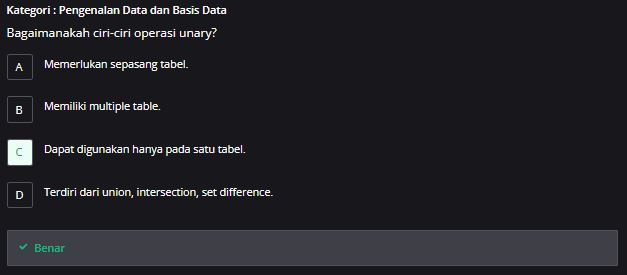 Kategori : Pengenalan Data dan Basis Data
Bagaimanakah ciri-ciri operasi unary?
A Memerlukan sepasang tabel.
B Memiliki multiple table.
C Dapat digunakan hanya pada satu tabel.
D Terdiri dari union, intersection, set difference.
Benar